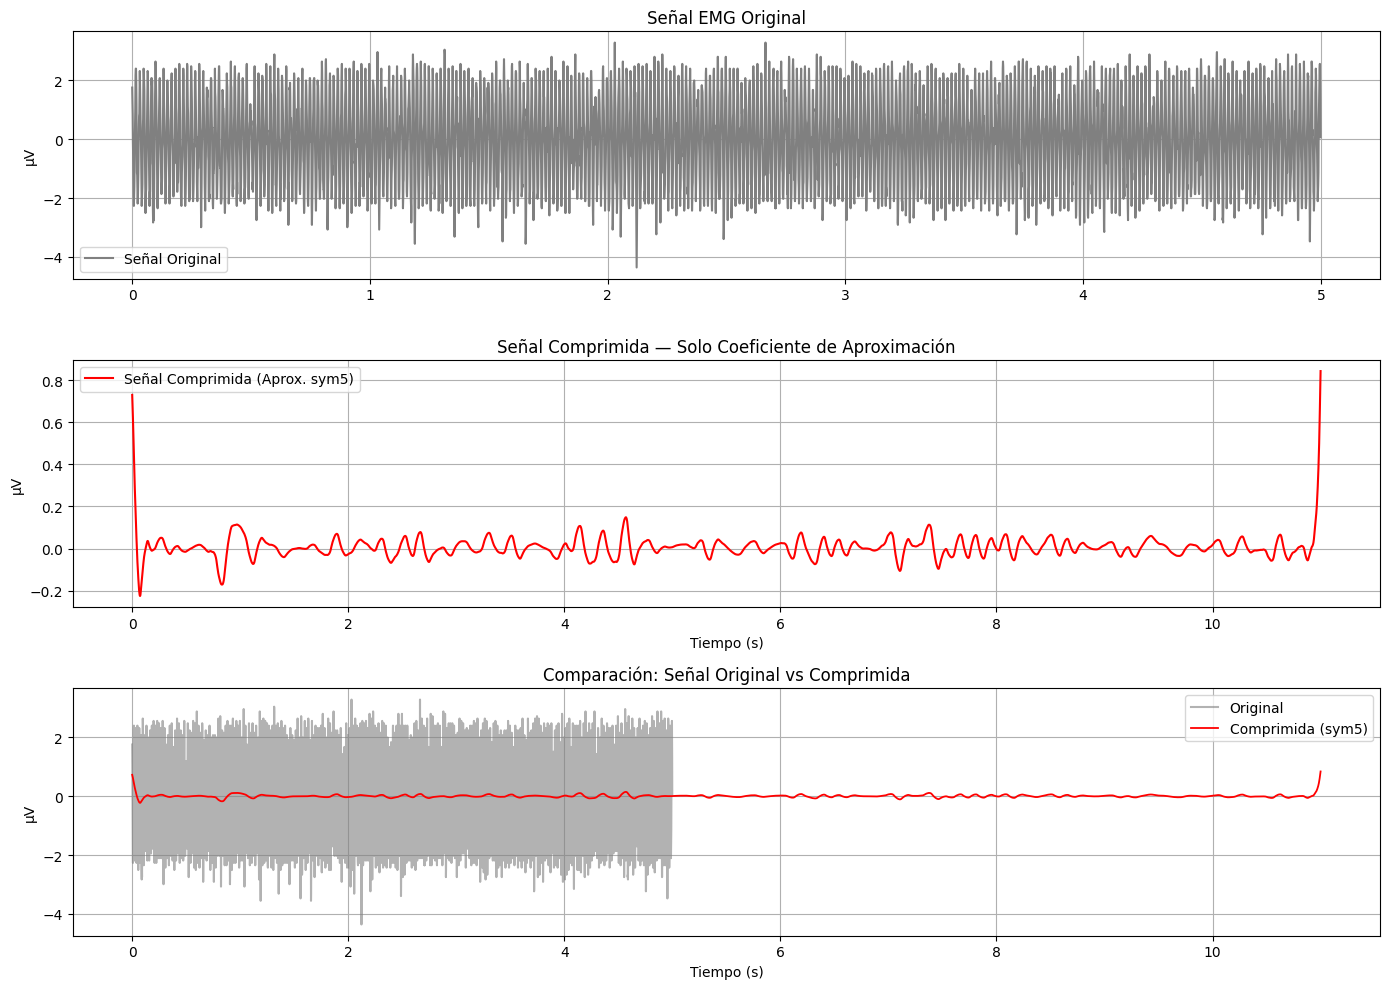 Señal EMG Original
2
0
−2
−4
µV
Señal Original
0 1 2 3 4 5
Señal Comprimida — Solo Coeficiente de Aproximación
0.8
0.6
0.4
0.2
0.0
−0.2
µV
Señal Comprimida (Aprox. sym5)
0 2 4 6 8 10
Tiempo (s)
Comparación: Señal Original vs Comprimida
2
0
−2
−4
µV
Original
Comprimida (sym5)
0 2 4 6 8 10
Tiempo (s)